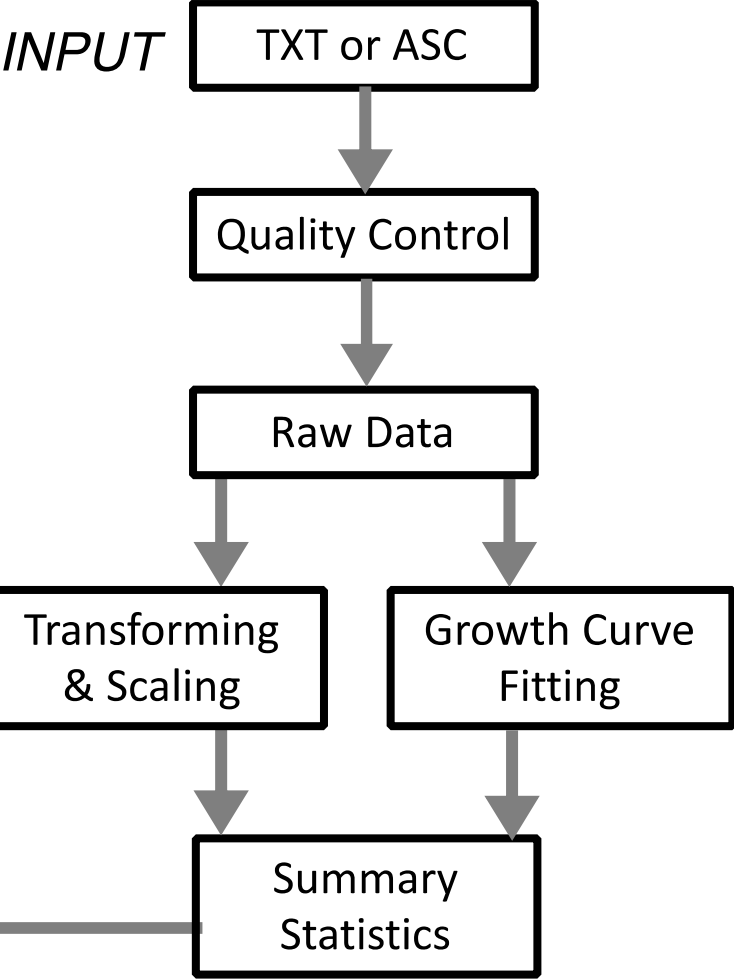 INPUT
TXT or ASC
Quality Control
Raw Data
Transforming
& Scaling
Growth Curve
Fitting
Summary
Statistics